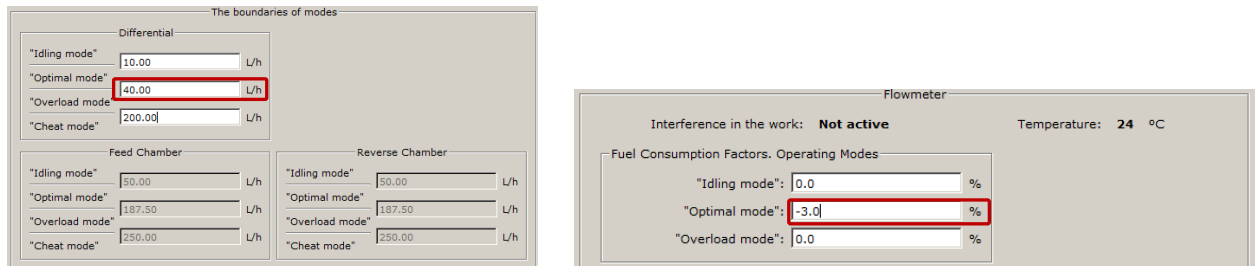 The boundaries of modes
Differential
"Idling mode"
10.00 L/h
"Optimal mode"
40.00 L/h
"Overload mode"
200.00 L/h
"Cheat mode"
Feed Chamber
"Idling mode"
50.00 L/h
"Optimal mode"
187.50 L/h
"Overload mode"
250.00 L/h
"Cheat mode"
Reverse Chamber
"Idling mode"
50.00 L/h
"Optimal mode"
187.50 L/h
"Overload mode"
250.00 L/h
"Cheat mode"
Flowmeter
Interference in the work: Not active Temperature: 24 ºC
Fuel Consumption Factors. Operating Modes
"Idling mode": 0.0 %
"Optimal mode": -3.0 %
"Overload mode": 0.0 %